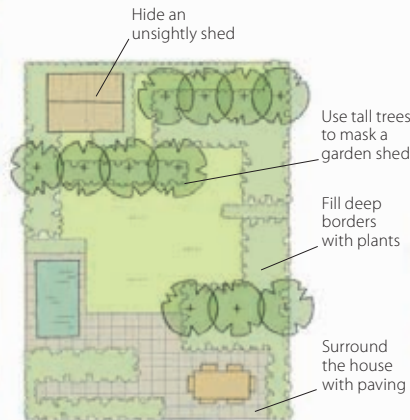 Hide an
unsightly shed
Use tall trees
to mask a
garden shed
Fill deep
borders
with plants
Surround
the house
with paving